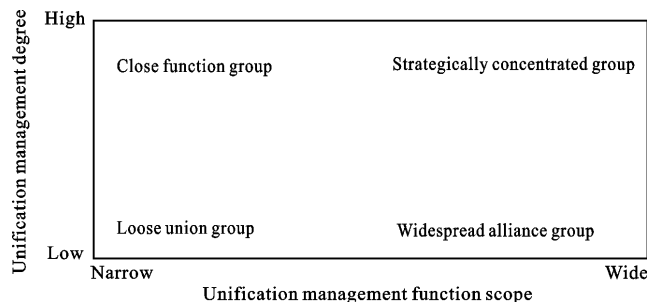 High
Close function group
Strategically concentrated group
Unification management degree
Loose union group
Widespread alliance group
Low
Narrow
Wide
Unification management function scope